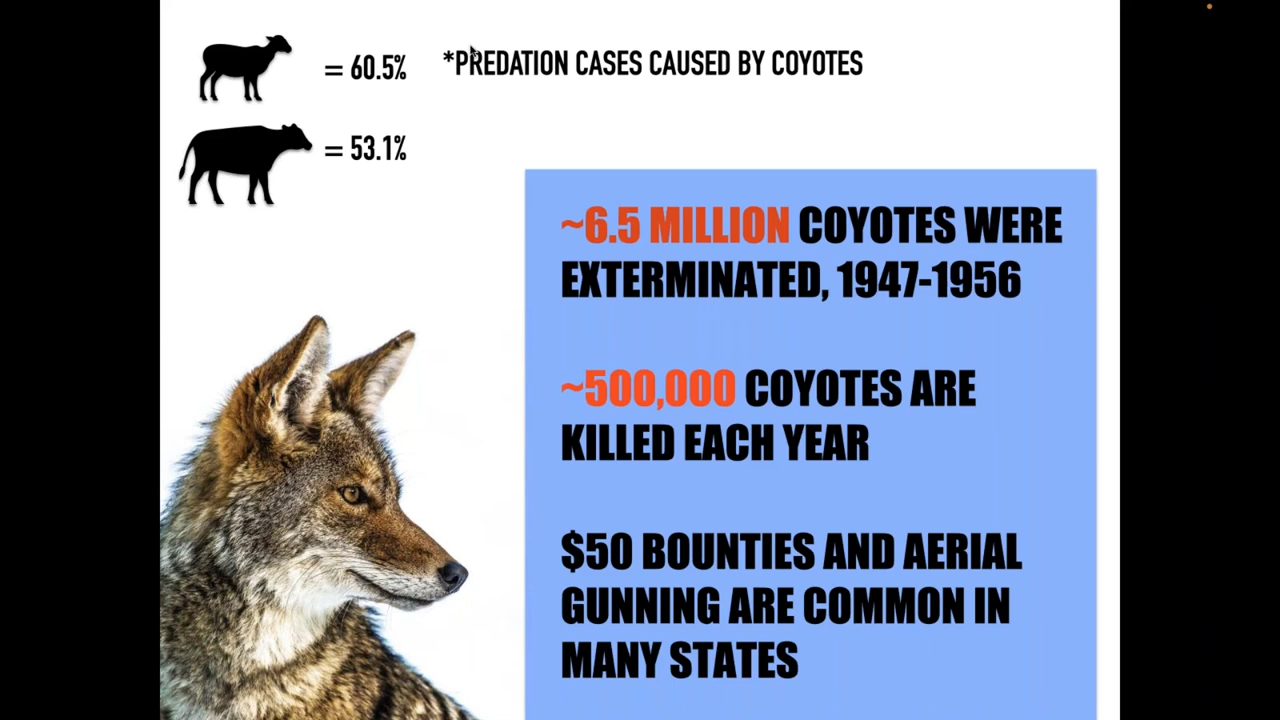 = 60.5% *PREDATION CASES CAUSED BY COYOTES
= 53.1%
~6.5 MILLION COYOTES WERE
EXTERMINATED, 1947-1956
~500,000 COYOTES ARE
KILLED EACH YEAR
$50 BOUNTIES AND AERIAL
GUNNING ARE COMMON IN
MANY STATES